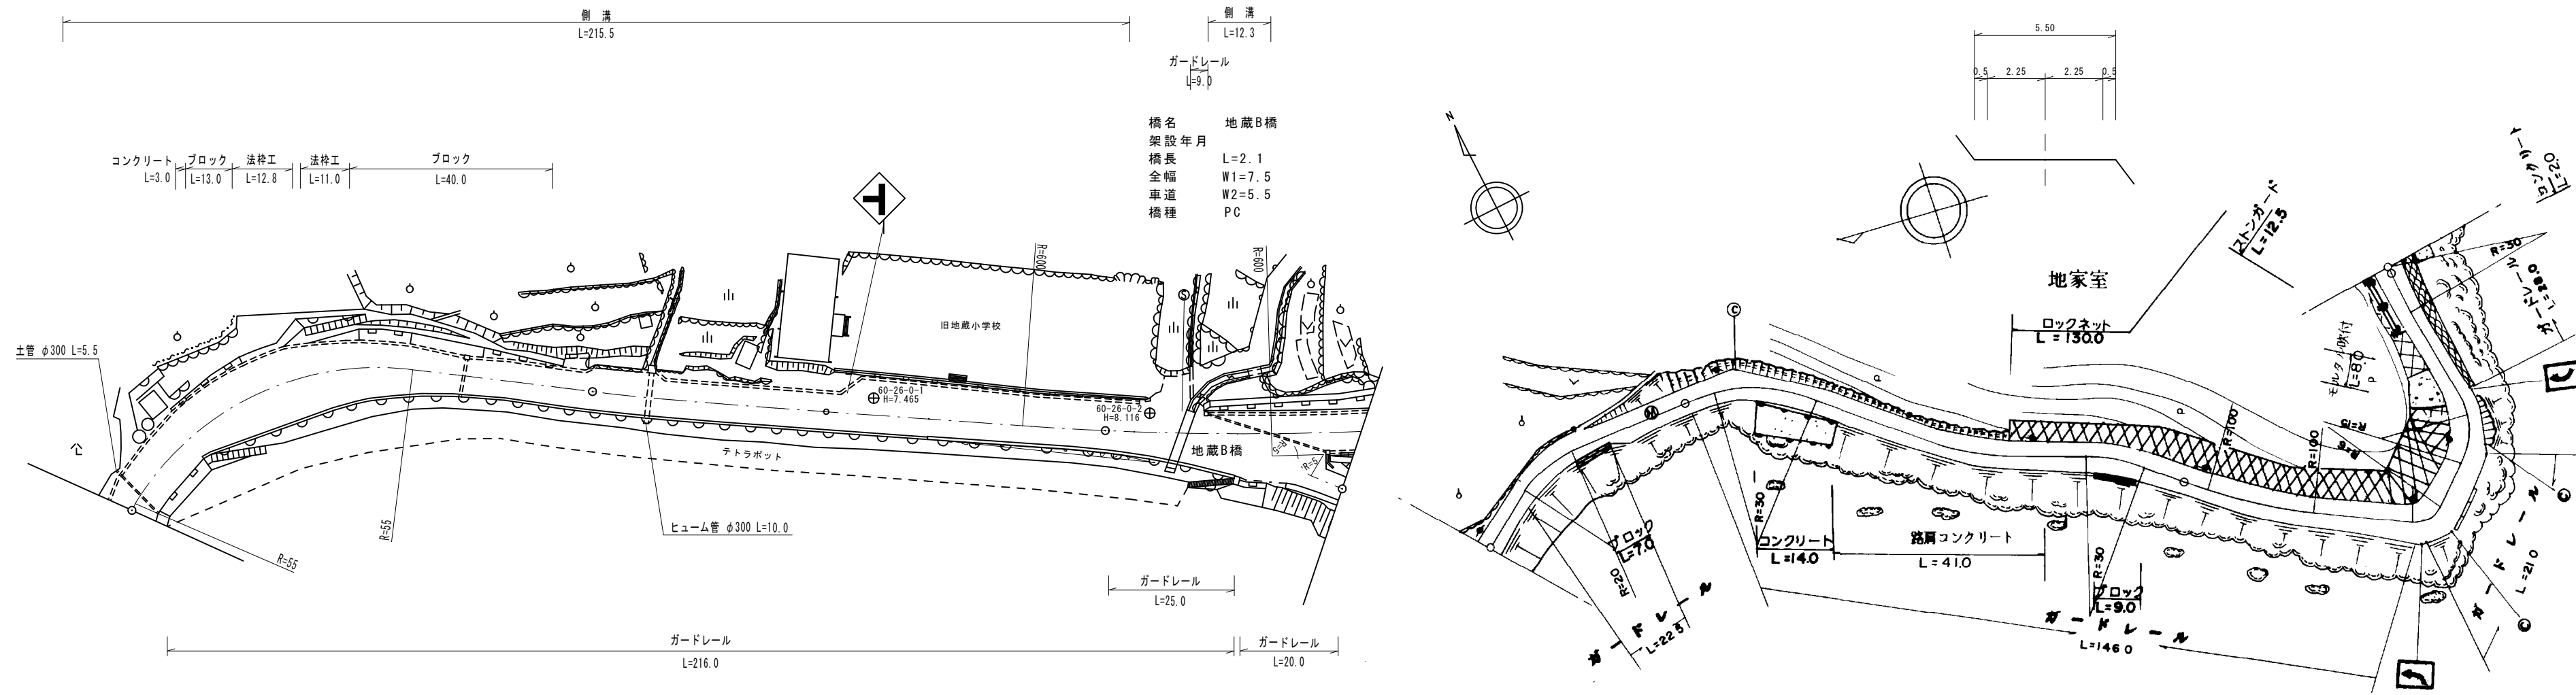 側 溝
L=215.5
側 溝
L=12.3
ガードレール
L=9.0
橋名 地蔵B橋
架設年月
橋長 L=2.1
全幅 W1=7.5
車道 W2=5.5
橋種 PC
コンクリート
L=3.0
ブロック
L=13.0
法枠工
L=12.8
法枠工
L=11.0
ブロック
L=40.0
土管 φ300 L=5.5
R=600
R=600
S
旧地蔵小学校
60-26-0-1
H=7.465
60-26-0-2
H=8.116
地蔵B橋
R=5
テトラポット
R=55
R=55
ヒューム管 φ300 L=10.0
ガードレール
L=25.0
ガードレール
L=216.0
ガードレール
L=20.0
5.50
0.5 2.25 2.25 0.5
N
ストンガード
L=12.5
コンクリート
L=2.0
地家室
ロックネット
L=130.0
R=30
ガードレール
L=28.0
モルタル吹付
L=8.0
C
M
R=100
R=100
R=15
R=30
コンクリート
L=14.0
路肩コンクリート
L=41.0
ブロック
L=7.0
R=20
ガードレール
L=22.5
R=30
ブロック
L=9.0
ガードレール
L=146.0
ガードレール
L=21.0
C
C